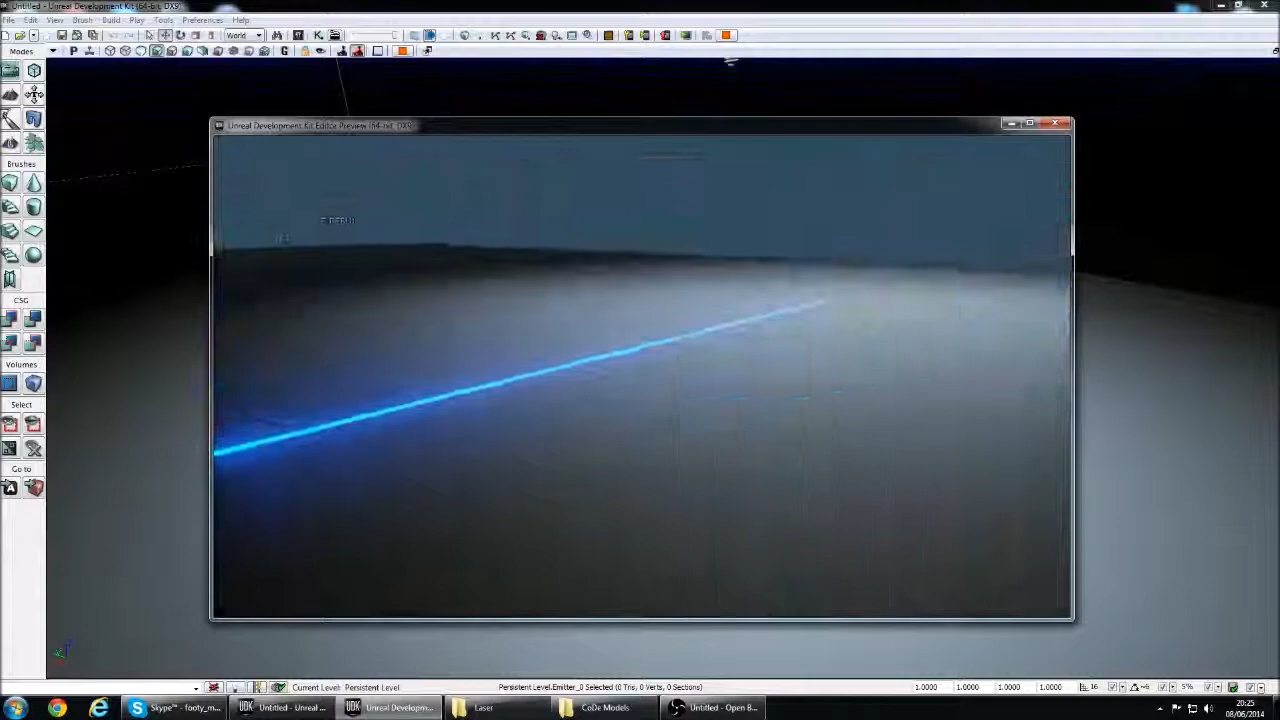 Untitled - Unreal Development Kit (64-bit, DX9)
File Edit View Brush Build Play Tools Preferences Help
World
Modes
P
G
Unreal Development Kit Editor Preview (64-bit, DX9)
Brushes
CSG
Volumes
Select
Go to
Current Level: Persistent Level
Persistent Level.Emitter_0 Selected (0 Tris, 0 Verts, 0 Sections)
1.0000 1.0000 1.0000 1.0000 16 ~6 5%
Skype™ - footy_m...
Untitled - Unreal ...
Unreal Developm...
Laser
CoDe Models
Untitled - Open B...
20:25
08/06/2014